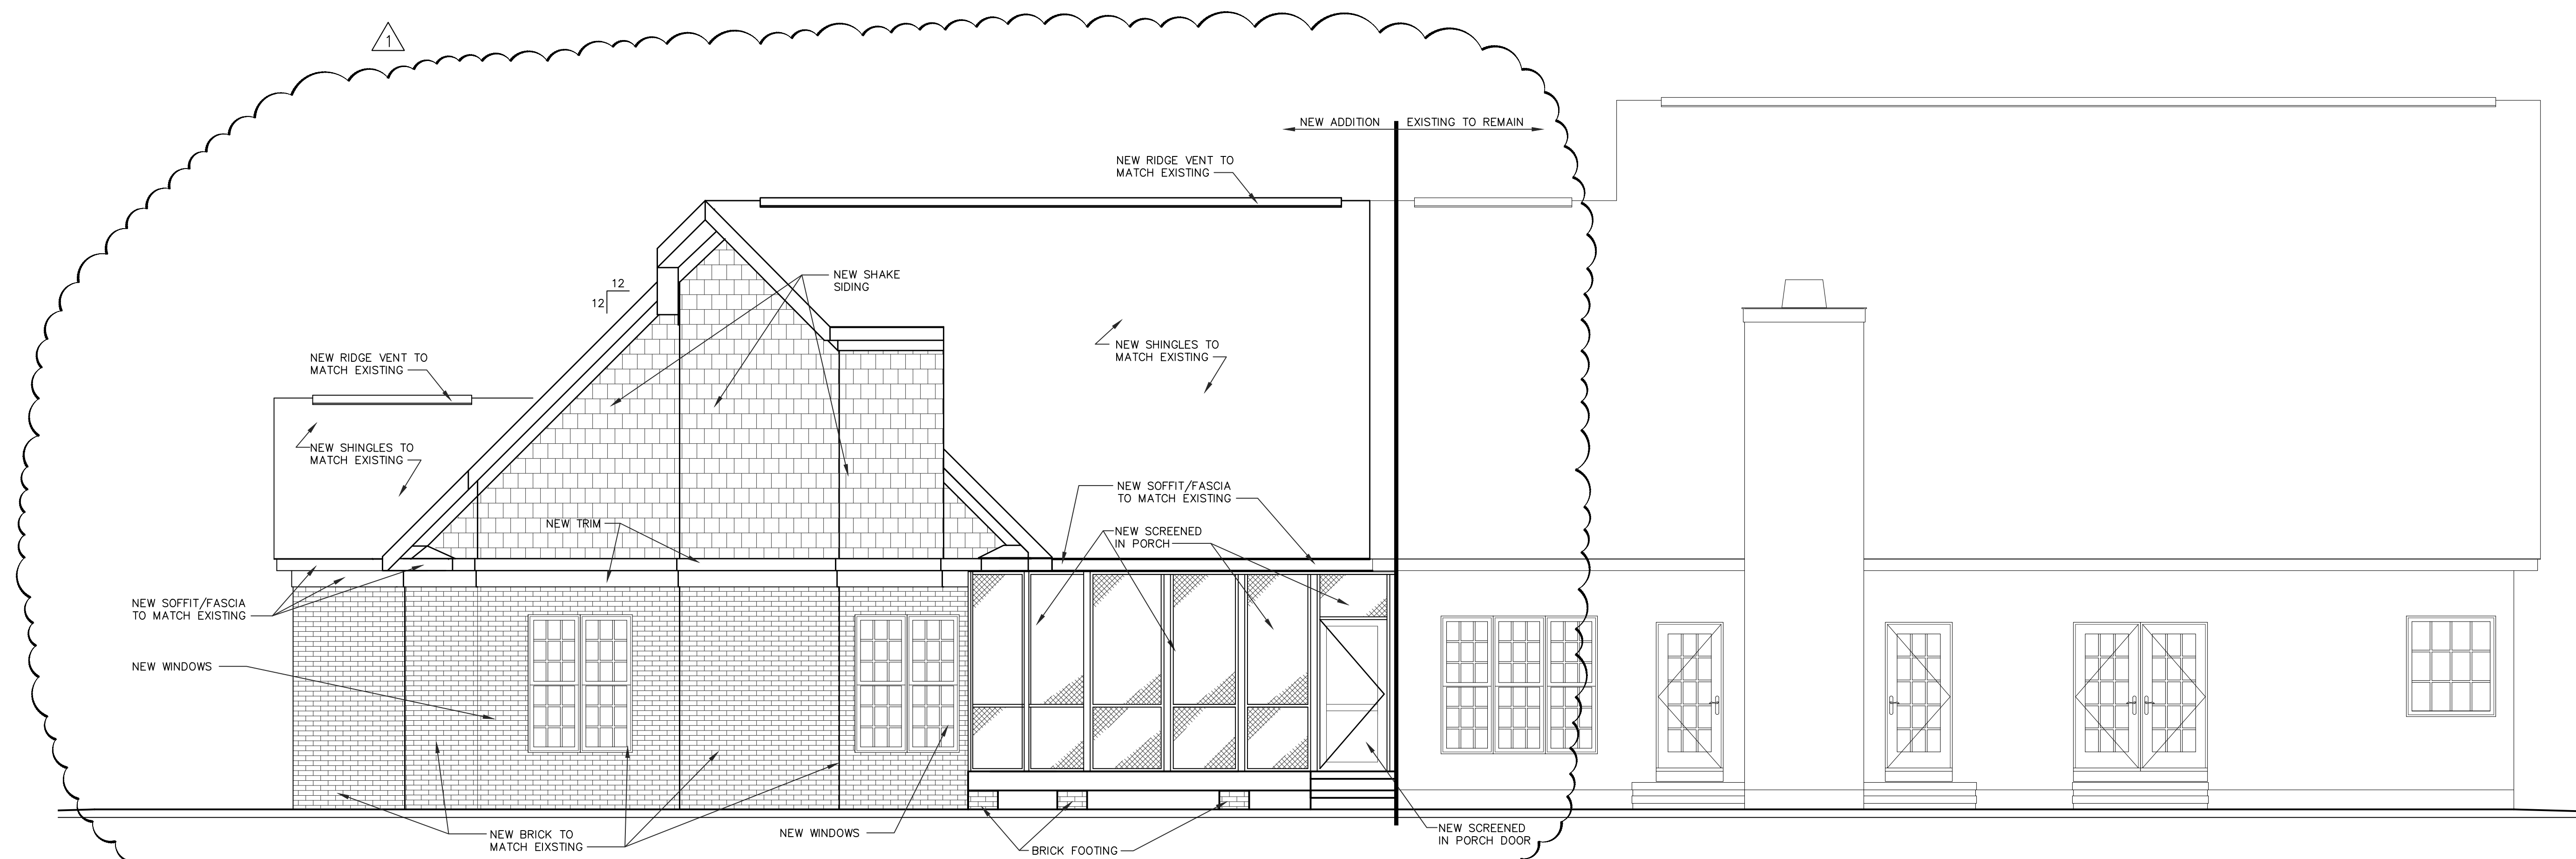 1
NEW ADDITION
EXISTING TO REMAIN
NEW RIDGE VENT TO
MATCH EXISTING
NEW SHAKE
SIDING
12
12
NEW SHINGLES TO
MATCH EXISTING
NEW RIDGE VENT TO
MATCH EXISTING
NEW SHINGLES TO
MATCH EXISTING
NEW SOFFIT/FASCIA
TO MATCH EXISTING
NEW TRIM
NEW SCREENED
IN PORCH
NEW SOFFIT/FASCIA
TO MATCH EXISTING
NEW WINDOWS
NEW BRICK TO
MATCH EIXSTING
NEW WINDOWS
BRICK FOOTING
NEW SCREENED
IN PORCH DOOR